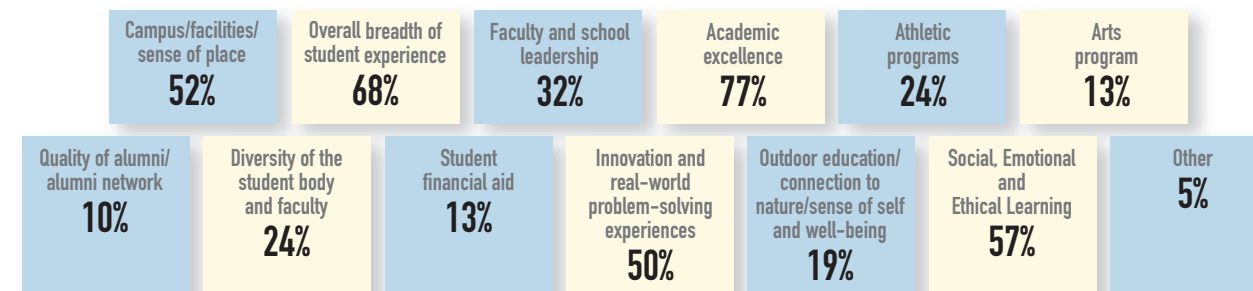 Campus/facilities/
sense of place
52%
Overall breadth of
student experience
68%
Faculty and school
leadership
32%
Academic
excellence
77%
Athletic
programs
24%
Arts
program
13%
Quality of alumni/
alumni network
10%
Diversity of the
student body
and faculty
24%
Student
financial aid
13%
Innovation and
real-world
problem-solving
experiences
50%
Outdoor education/
connection to
nature/sense of self
and well-being
19%
Social, Emotional
and
Ethical Learning
57%
Other
5%